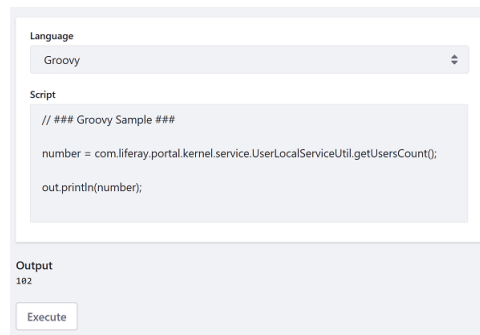 Language
Groovy
Script
// ### Groovy Sample ###
number = com.liferay.portal.kernel.service.UserLocalServiceUtil.getUsersCount();
out.println(number);
Output
102
Execute